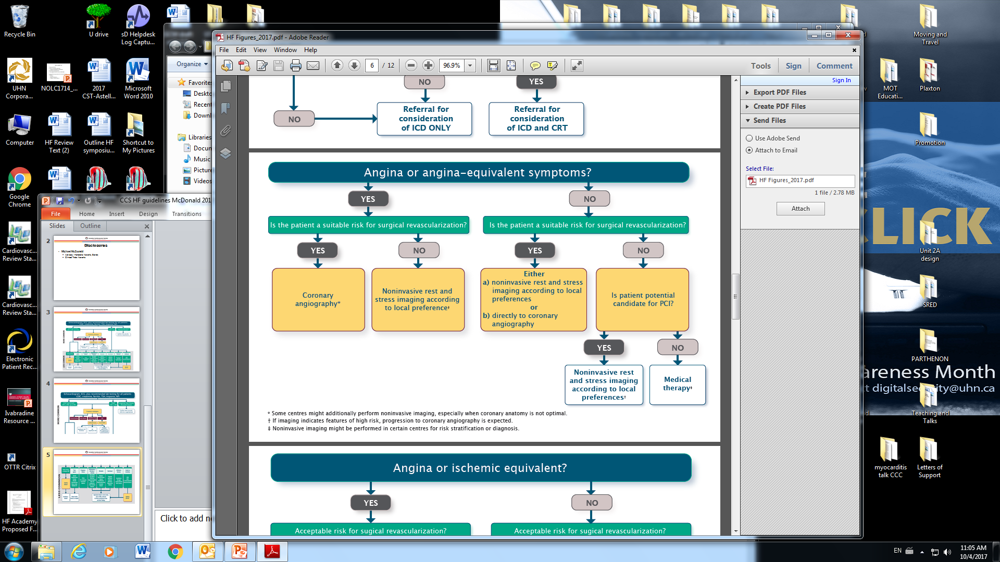 Recycle Bin
U drive
sD Helpdesk
Log Captu...
UHN
Corpora...
NOLC1714_...
2017
CST-Astell...
Microsoft
Word 2010
Computer
HF Review
Text (2)
Outline HF
symposiu...
Shortcut to
My Pictures
Google
Chrome
Cardiovasc...
Review Sta...
Cardiovasc...
Review Sta...
Electronic
Patient Rec...
Ivabradine
Resource ...
OTTR Citrix
HF Academy
Proposed F...
Organize
Favorite
Deskto
Recen
Downl
Libraries
Docun
Music
Picture
Videos
CCS HF guidelines McDonald 201
File
Home
Insert
Design
Transitions
Slides
Outline
2
Disclosures
Michael McDonald
3
4
5
MORE COMMON
LESS COMMON
Click to add n
HF Figures_2017.pdf - Adobe Reader
File Edit View Window Help
6 / 12
96.9%
Tools
Sign
Comment
Sign In
Export PDF Files
Create PDF Files
Send Files
Use Adobe Send
Attach to Email
Select File:
HF Figures_2017.pdf
1 file / 2.78 MB
Attach
NO
YES
NO
Referral for
consideration
of ICD ONLY
Referral for
consideration
of ICD and CRT
Angina or angina-equivalent symptoms?
YES
NO
Is the patient a suitable risk for surgical revascularization?
Is the patient a suitable risk for surgical revascularization?
YES
NO
YES
NO
Coronary
angiography*
Noninvasive rest and
stress imaging according
to local preference†
Either
a) noninvasive rest and stress
imaging according to local
preferences
or
b) directly to coronary
angiography
Is patient potential
candidate for PCI?
YES
NO
Noninvasive rest
and stress imaging
according to local
preferences†
Medical
therapy‡
* Some centres might additionally perform noninvasive imaging, especially when coronary anatomy is not optimal.
† If imaging indicates features of high risk, progression to coronary angiography is expected.
‡ Noninvasive imaging might be performed in certain centres for risk stratification or diagnosis.
Angina or ischemic equivalent?
YES
NO
Acceptable risk for sugical revascularization?
Acceptable risk for sugical revascularization?
Moving and
Travel
MOT
Educati...
Plaxton
Promotion
LICK
Unit 2A
design
SRED
PARTHENON
areness Month
t digitalsecurity@uhn.ca
Teaching and
Talks
myocarditis
talk CCC
Letters of
Support
EN
11:05 AM
10/4/2017